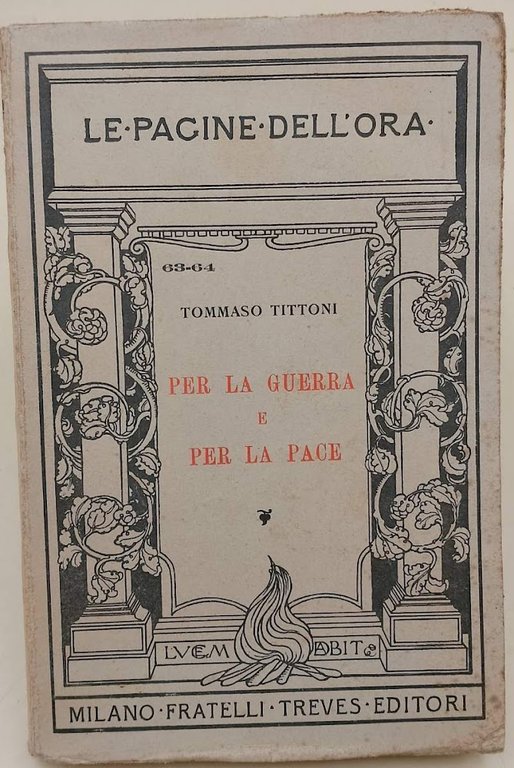 LE·PAGINE·DELL'ORA·
63-64
TOMMASO TITTONI
PER LA GUERRA
E
PER LA PACE
LVCEM DABIT
MILANO·FRATELLI·TREVES·EDITORI